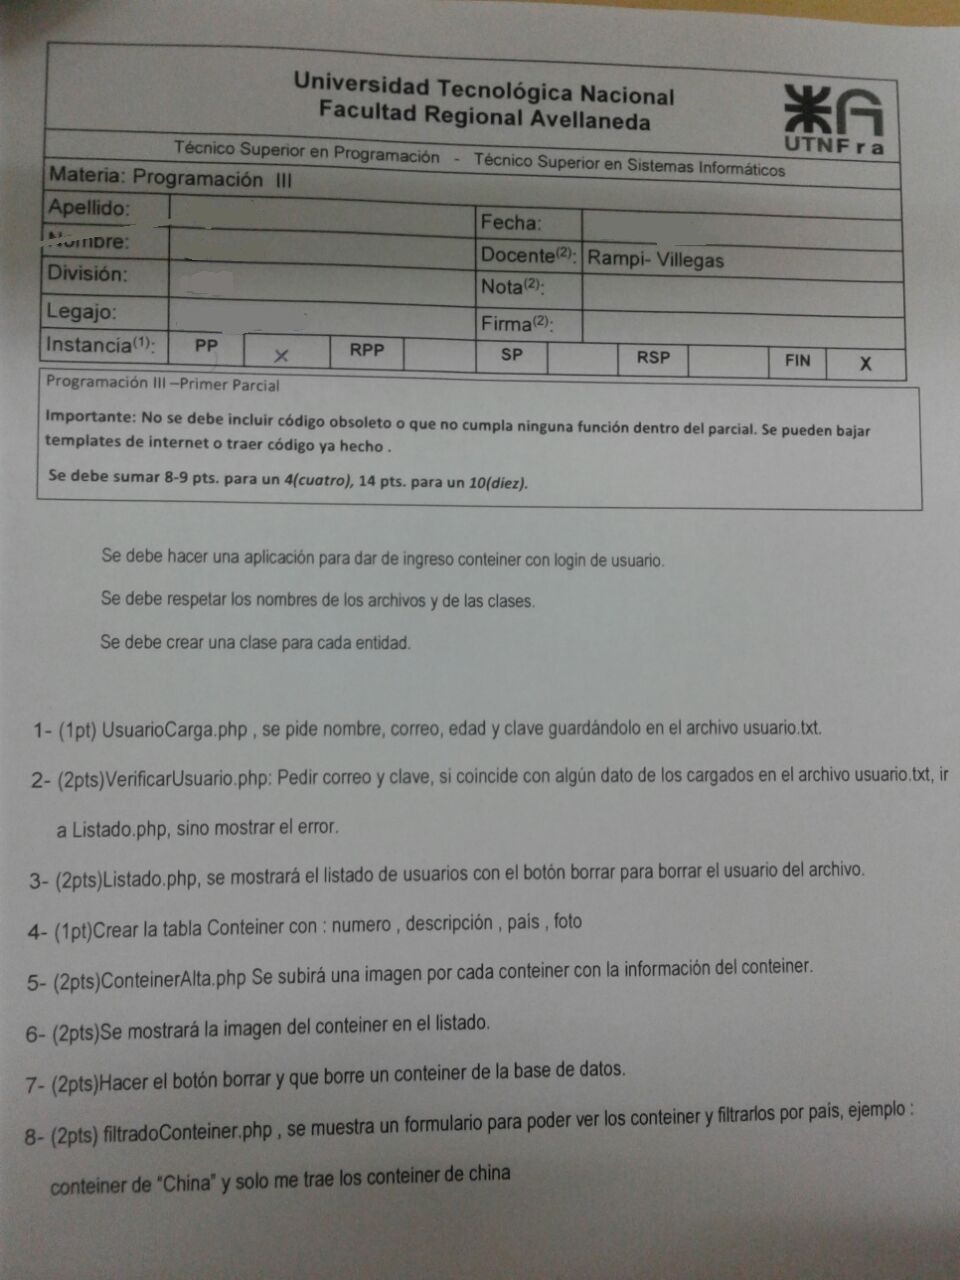 Universidad Tecnológica Nacional
Facultad Regional Avellaneda
UTNFra
Técnico Superior en Programación - Técnico Superior en Sistemas Informáticos
Materia: Programación III
Apellido:
Fecha:
Nombre:
Docente(2): Rampi- Villegas
División:
Nota(2):
Legajo:
Firma(2):
Instancia(1): PP X RPP SP RSP FIN X
Programación III –Primer Parcial
Importante: No se debe incluir código obsoleto o que no cumpla ninguna función dentro del parcial. Se pueden bajar
templates de internet o traer código ya hecho .
Se debe sumar 8-9 pts. para un 4(cuatro), 14 pts. para un 10(diez).
Se debe hacer una aplicación para dar de ingreso conteiner con login de usuario.
Se debe respetar los nombres de los archivos y de las clases.
Se debe crear una clase para cada entidad.
1- (1pt) UsuarioCarga.php , se pide nombre, correo, edad y clave guardándolo en el archivo usuario.txt.
2- (2pts)VerificarUsuario.php: Pedir correo y clave, si coincide con algún dato de los cargados en el archivo usuario.txt, ir
a Listado.php, sino mostrar el error.
3- (2pts)Listado.php, se mostrará el listado de usuarios con el botón borrar para borrar el usuario del archivo.
4- (1pt)Crear la tabla Conteiner con : numero , descripción , país , foto
5- (2pts)ConteinerAlta.php Se subirá una imagen por cada conteiner con la información del conteiner.
6- (2pts)Se mostrará la imagen del conteiner en el listado.
7- (2pts)Hacer el botón borrar y que borre un conteiner de la base de datos.
8- (2pts) filtradoConteiner.php , se muestra un formulario para poder ver los conteiner y filtrarlos por país, ejemplo :
conteiner de “China” y solo me trae los conteiner de china